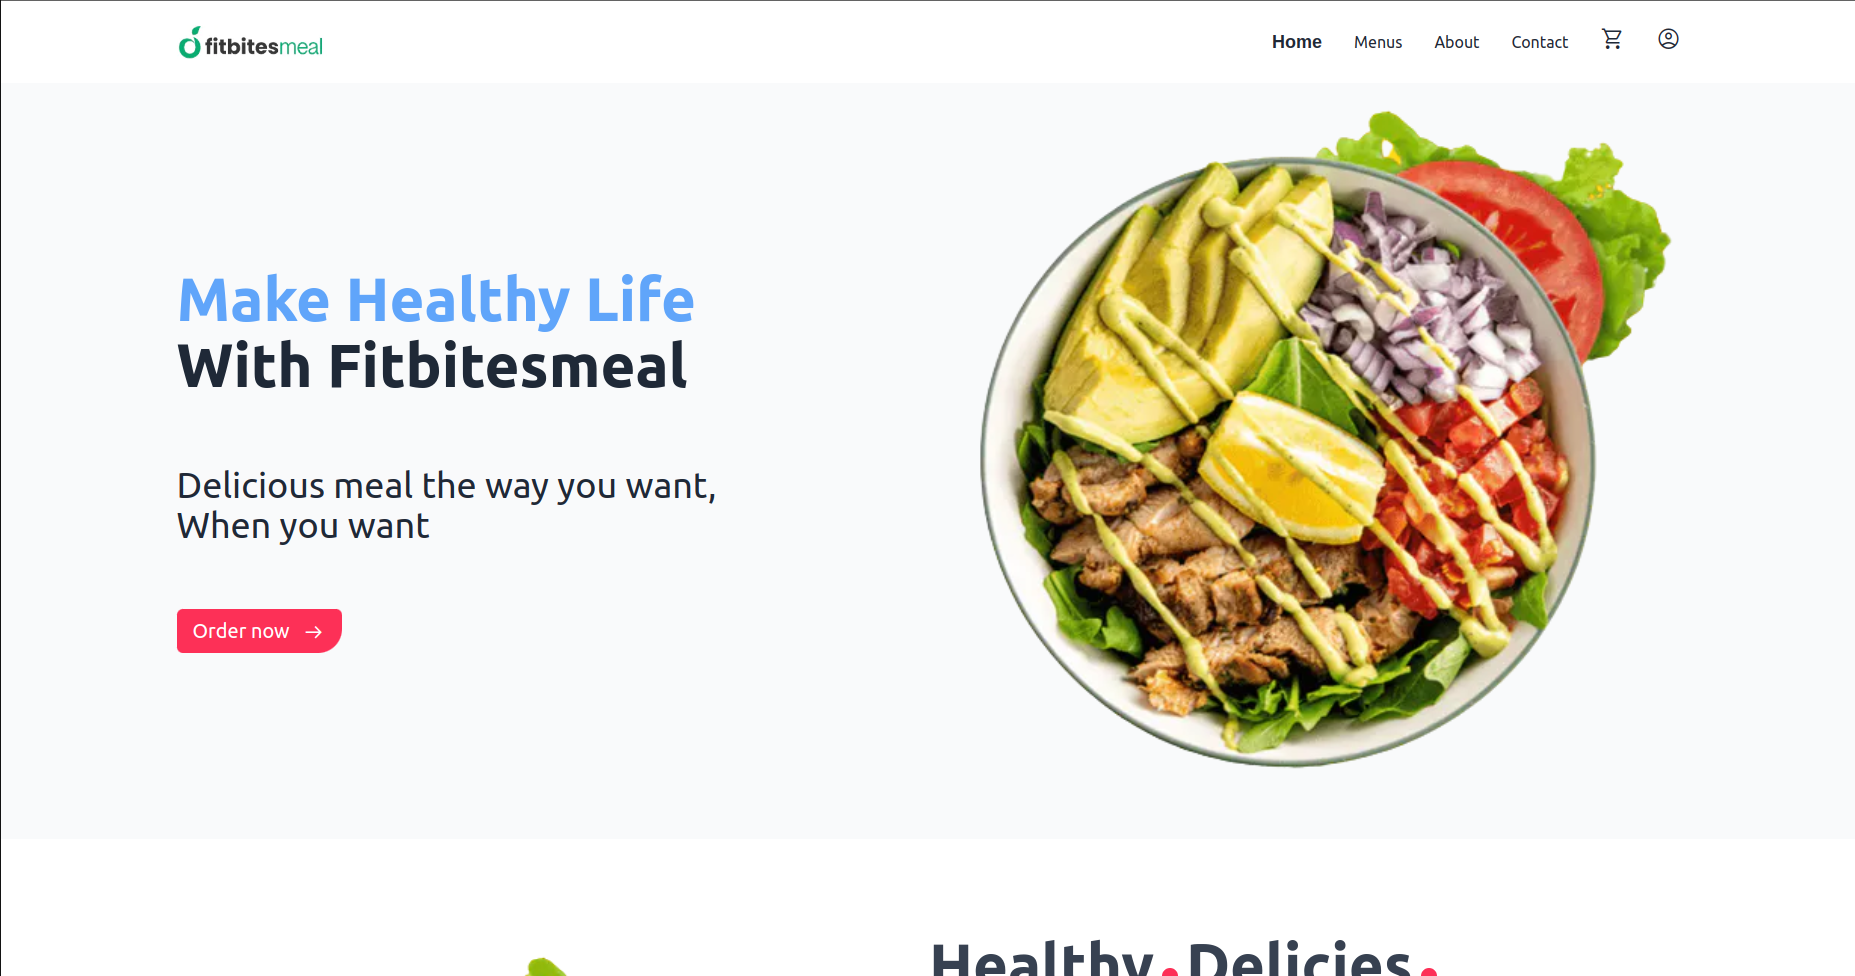 fitbitesmeal
Home Menus About Contact
Make Healthy Life
With Fitbitesmeal
Delicious meal the way you want,
When you want
Order now
Healthy Delicies